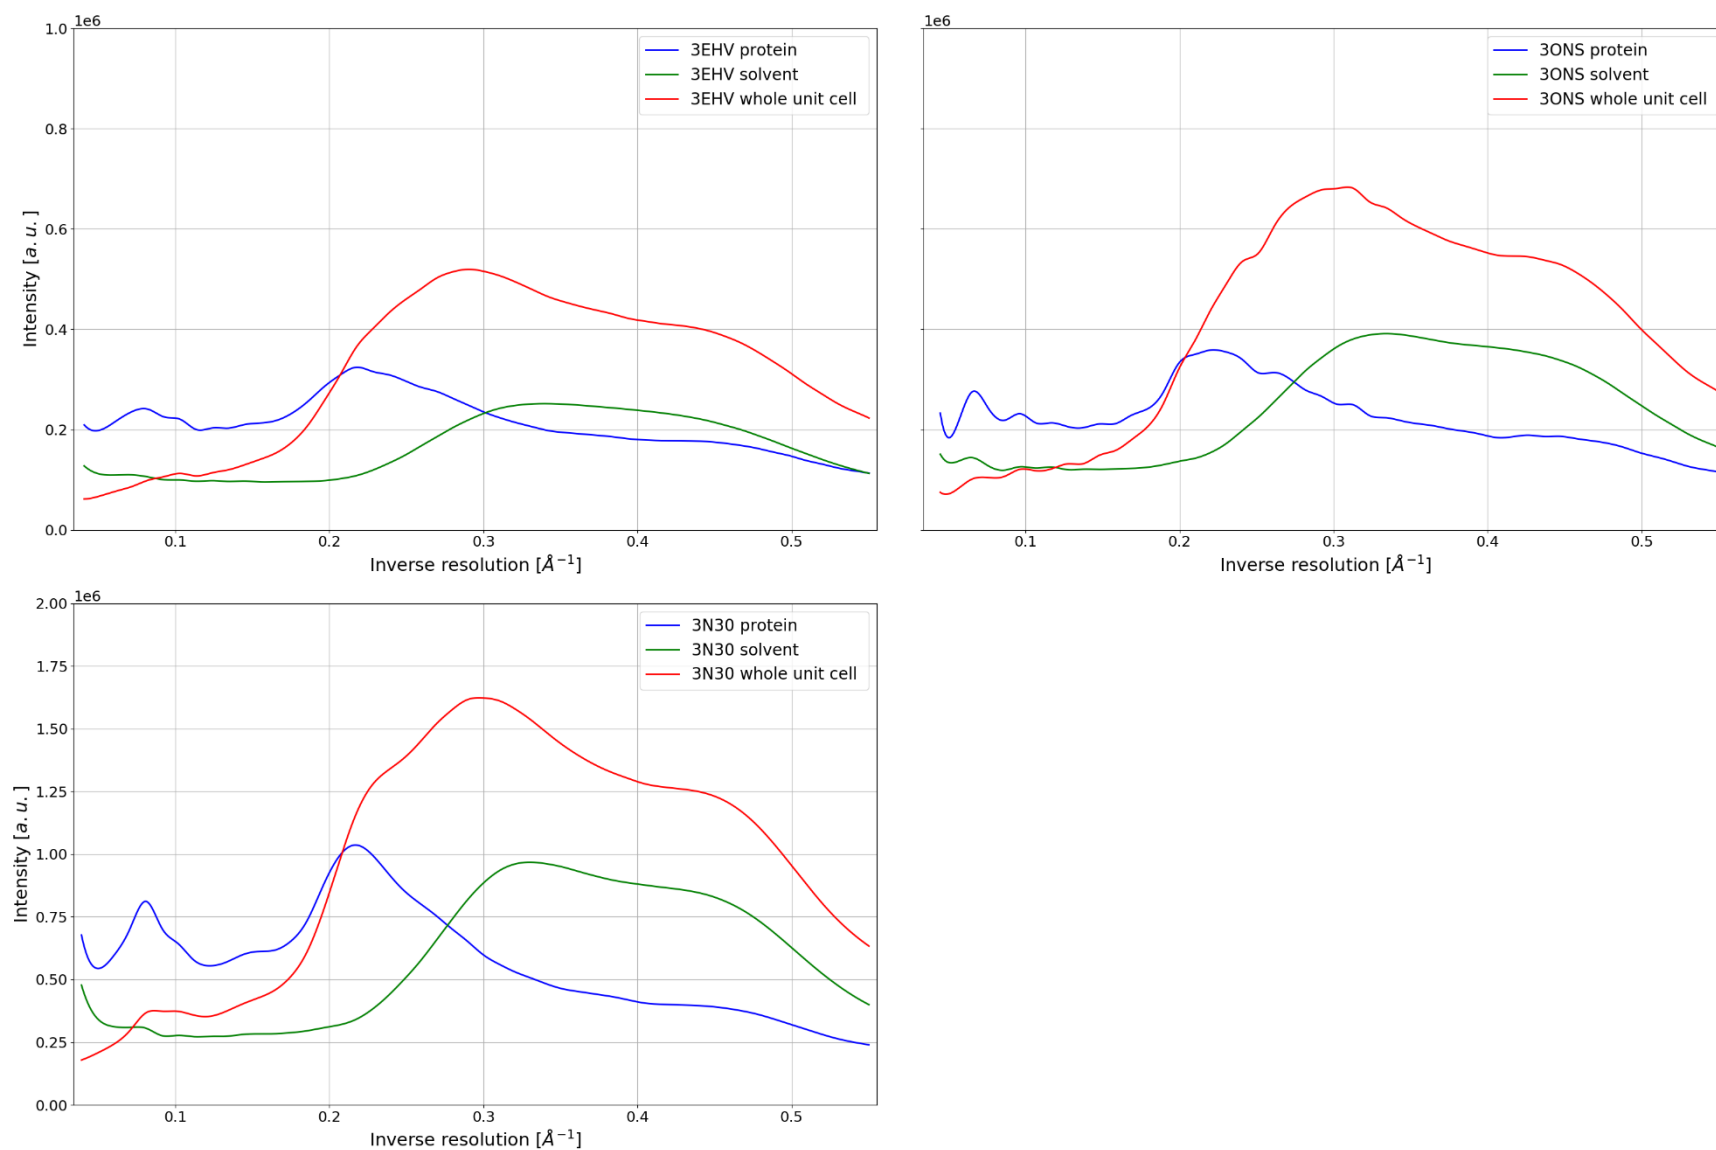 1e6
1.0
0.8
0.6
0.4
0.2
0.0
Intensity [a.u.]
3EHV protein
3EHV solvent
3EHV whole unit cell
0.1 0.2 0.3 0.4 0.5
Inverse resolution [Å⁻¹]
1e6
3ONS protein
3ONS solvent
3ONS whole unit cell
0.1 0.2 0.3 0.4 0.5
Inverse resolution [Å⁻¹]
1e6
2.00
1.75
1.50
1.25
1.00
0.75
0.50
0.25
0.00
Intensity [a.u.]
3N30 protein
3N30 solvent
3N30 whole unit cell
0.1 0.2 0.3 0.4 0.5
Inverse resolution [Å⁻¹]